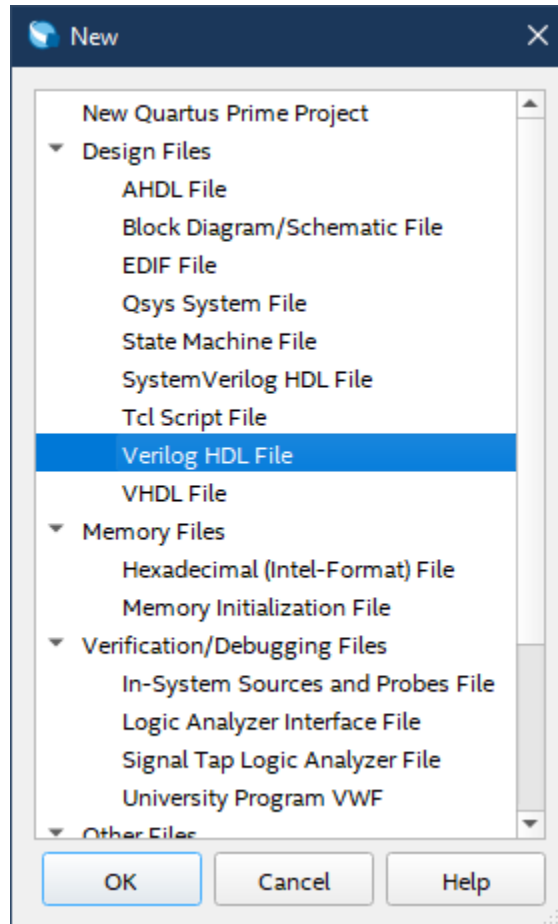 New
New Quartus Prime Project
Design Files
AHDL File
Block Diagram/Schematic File
EDIF File
Qsys System File
State Machine File
SystemVerilog HDL File
Tcl Script File
Verilog HDL File
VHDL File
Memory Files
Hexadecimal (Intel-Format) File
Memory Initialization File
Verification/Debugging Files
In-System Sources and Probes File
Logic Analyzer Interface File
Signal Tap Logic Analyzer File
University Program VWF
Other Files
OK Cancel Help